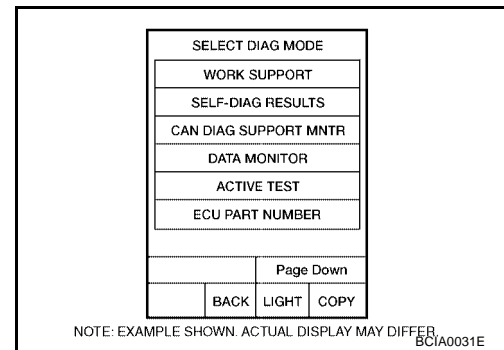 SELECT DIAG MODE
WORK SUPPORT
SELF-DIAG RESULTS
CAN DIAG SUPPORT MNTR
DATA MONITOR
ACTIVE TEST
ECU PART NUMBER
Page Down
BACK LIGHT COPY
NOTE: EXAMPLE SHOWN. ACTUAL DISPLAY MAY DIFFER.
BCIA0031E